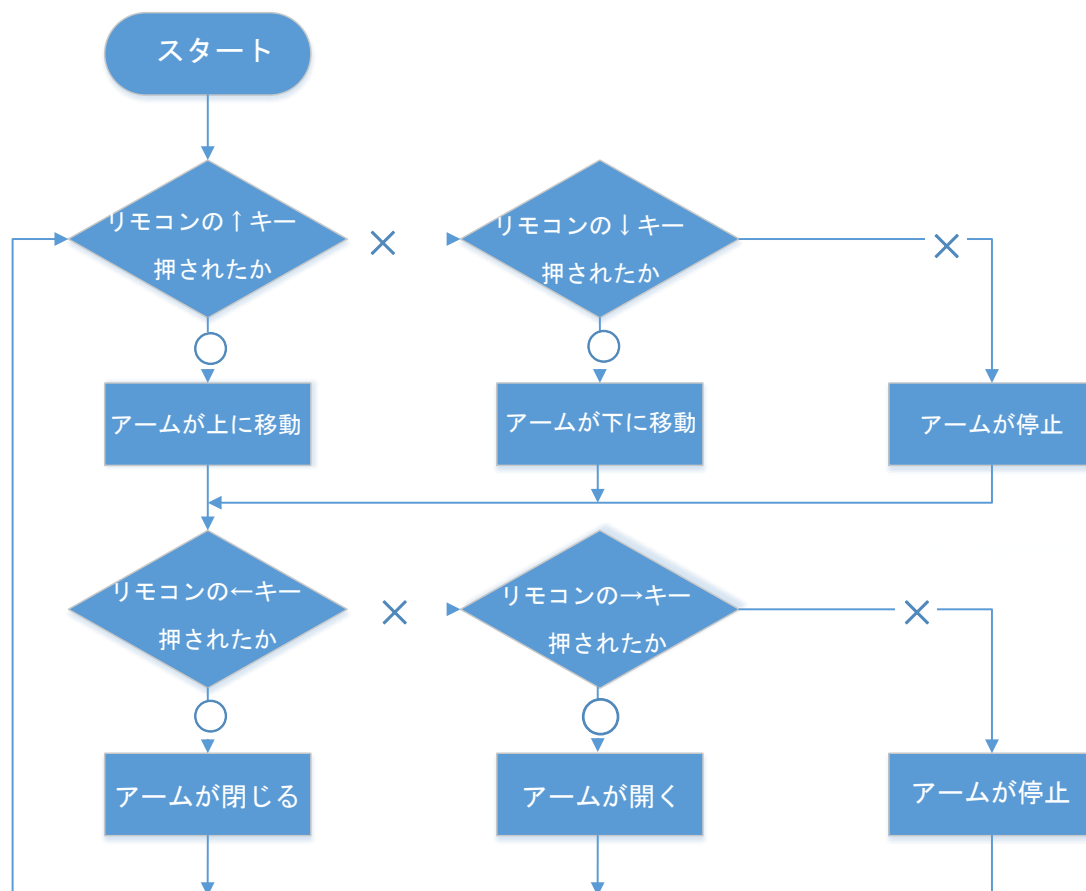 スタート
リモコンの↑キー
押されたか
×
リモコンの↓キー
押されたか
×
○
○
アームが上に移動
アームが下に移動
アームが停止
リモコンの←キー
押されたか
×
リモコンの→キー
押されたか
×
○
○
アームが閉じる
アームが開く
アームが停止